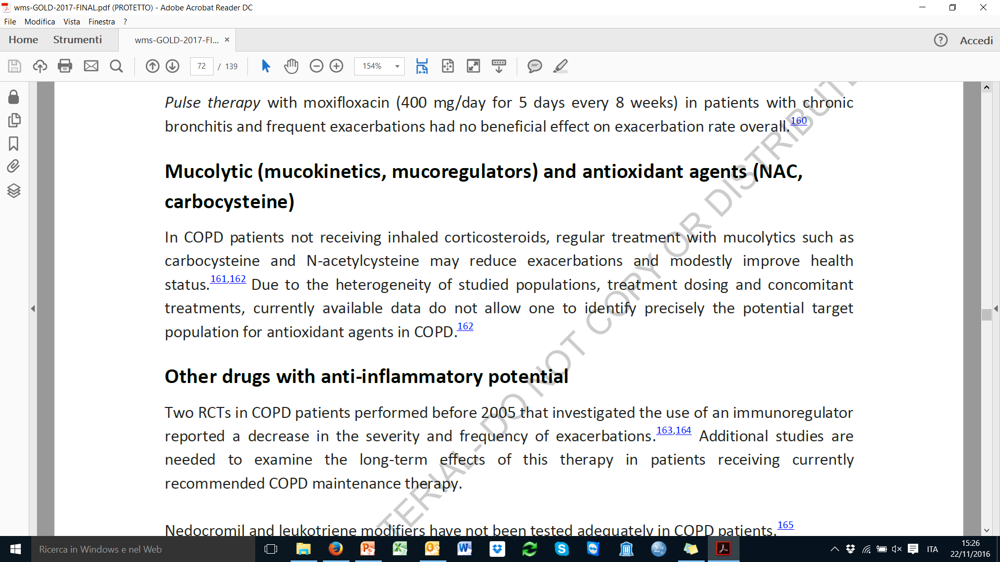 wms-GOLD-2017-FINAL.pdf (PROTETTO) - Adobe Acrobat Reader DC
File Modifica Vista Finestra ?
Home Strumenti wms-GOLD-2017-FI... × ? Accedi
72 / 139 154%
Pulse therapy with moxifloxacin (400 mg/day for 5 days every 8 weeks) in patients with chronic
bronchitis and frequent exacerbations had no beneficial effect on exacerbation rate overall.160
Mucolytic (mucokinetics, mucoregulators) and antioxidant agents (NAC,
carbocysteine)
In COPD patients not receiving inhaled corticosteroids, regular treatment with mucolytics such as
carbocysteine and N-acetylcysteine may reduce exacerbations and modestly improve health
status.161,162 Due to the heterogeneity of studied populations, treatment dosing and concomitant
treatments, currently available data do not allow one to identify precisely the potential target
population for antioxidant agents in COPD.162
Other drugs with anti-inflammatory potential
Two RCTs in COPD patients performed before 2005 that investigated the use of an immunoregulator
reported a decrease in the severity and frequency of exacerbations.163,164 Additional studies are
needed to examine the long-term effects of this therapy in patients receiving currently
recommended COPD maintenance therapy.
Nedocromil and leukotriene modifiers have not been tested adequately in COPD patients.165
TERIAL- DO NOT COPY OR DISTRIBUTE
Ricerca in Windows e nel Web
ITA
15:26
22/11/2016